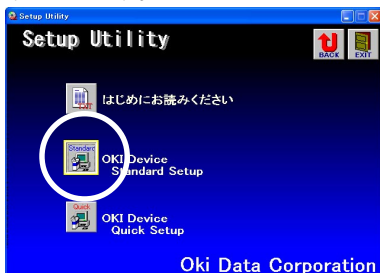 Setup Utility
Setup Utility
BACK
EXIT
はじめにお読みください
Standard
OKI Device
Standard Setup
Quick
OKI Device
Quick Setup
Oki Data Corporation